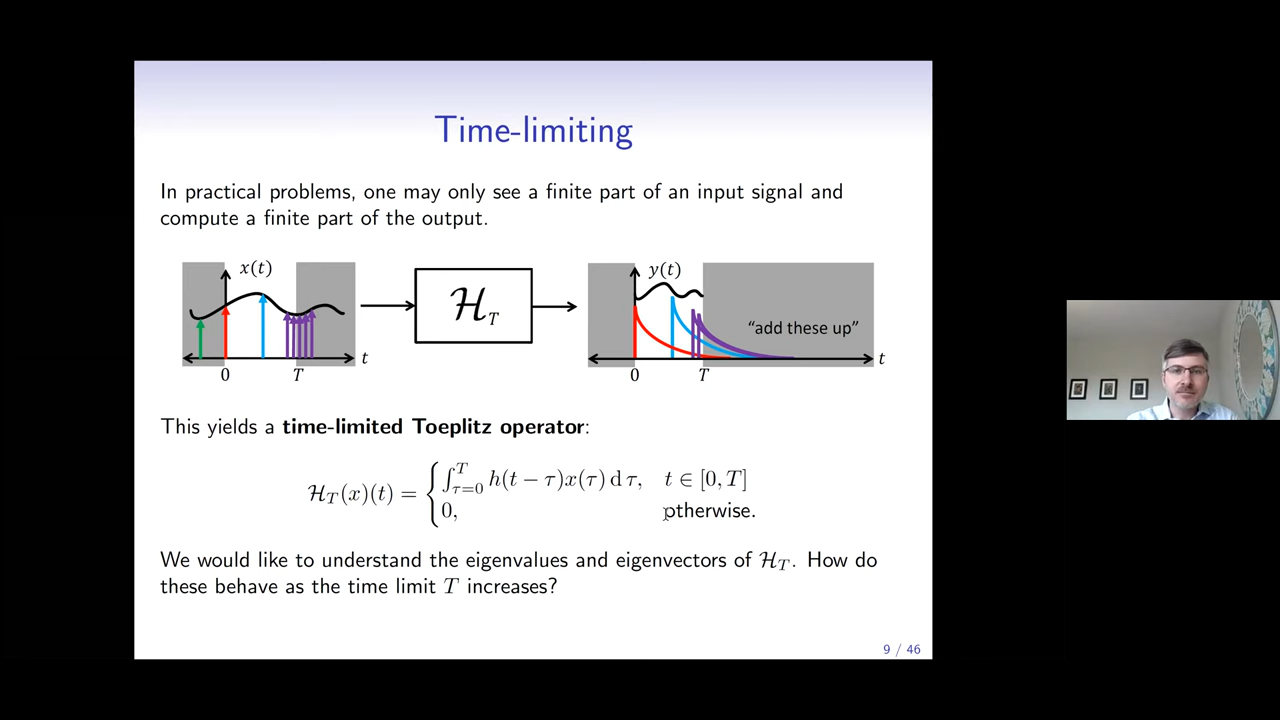 Time-limiting
In practical problems, one may only see a finite part of an input signal and
compute a finite part of the output.
x(t)
t
0
T
ℋ_T
y(t)
"add these up"
t
0
T
This yields a time-limited Toeplitz operator:
ℋ_T(x)(t) = { ∫_{τ=0}^{T} h(t − τ)x(τ) d τ, t ∈ [0, T]
0, otherwise.
We would like to understand the eigenvalues and eigenvectors of ℋ_T. How do
these behave as the time limit T increases?
9 / 46